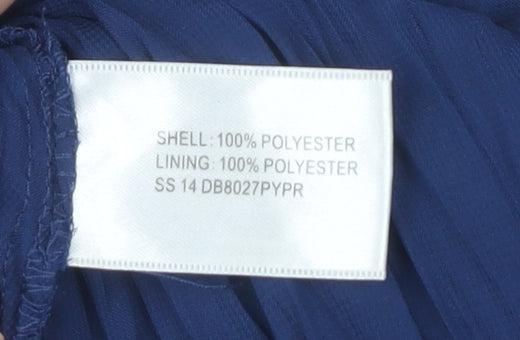 SHELL: 100% POLYESTER
LINING: 100% POLYESTER
SS 14 DB8027PYPR